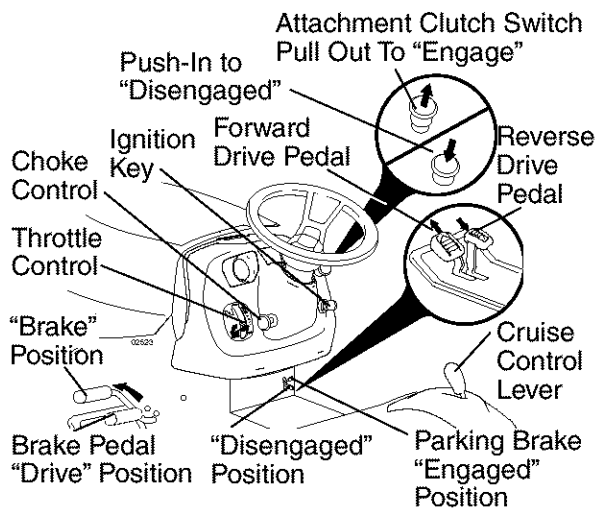 Attachment Clutch Switch
Pull Out To “Engage”
Push-In to
“Disengaged”
Ignition
Key
Forward
Drive Pedal
Reverse
Drive
Pedal
Choke
Control
Throttle
Control
“Brake”
Position
02523
Cruise
Control
Lever
Brake Pedal
“Drive” Position
“Disengaged”
Position
Parking Brake
“Engaged”
Position